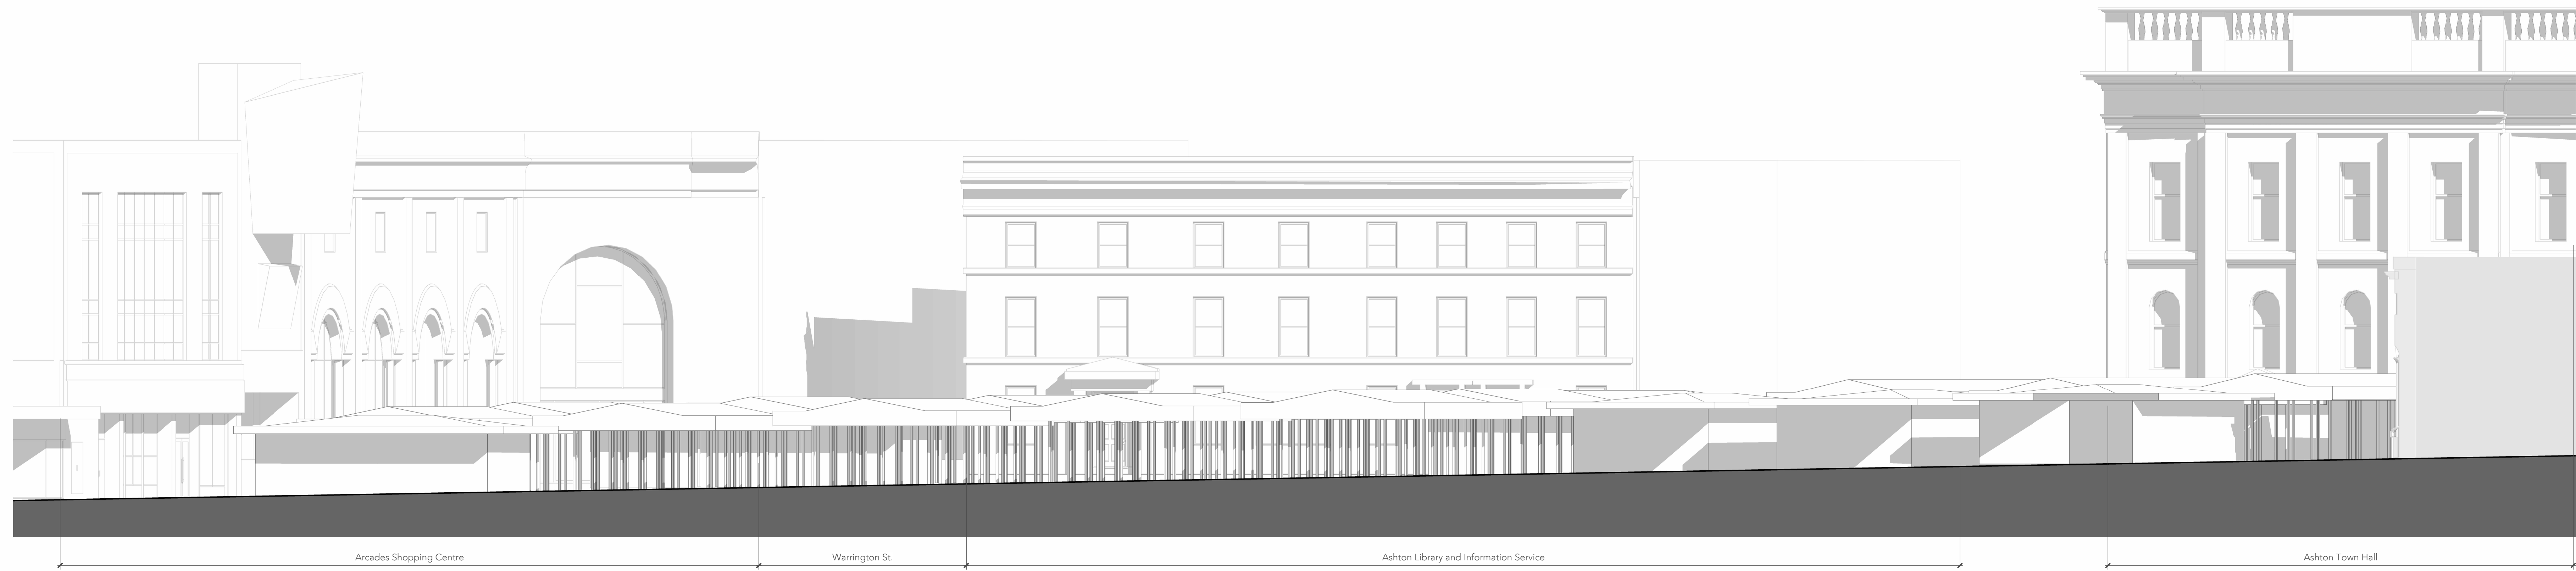 Arcades Shopping Centre
Warrington St.
Ashton Library and Information Service
Ashton Town Hall